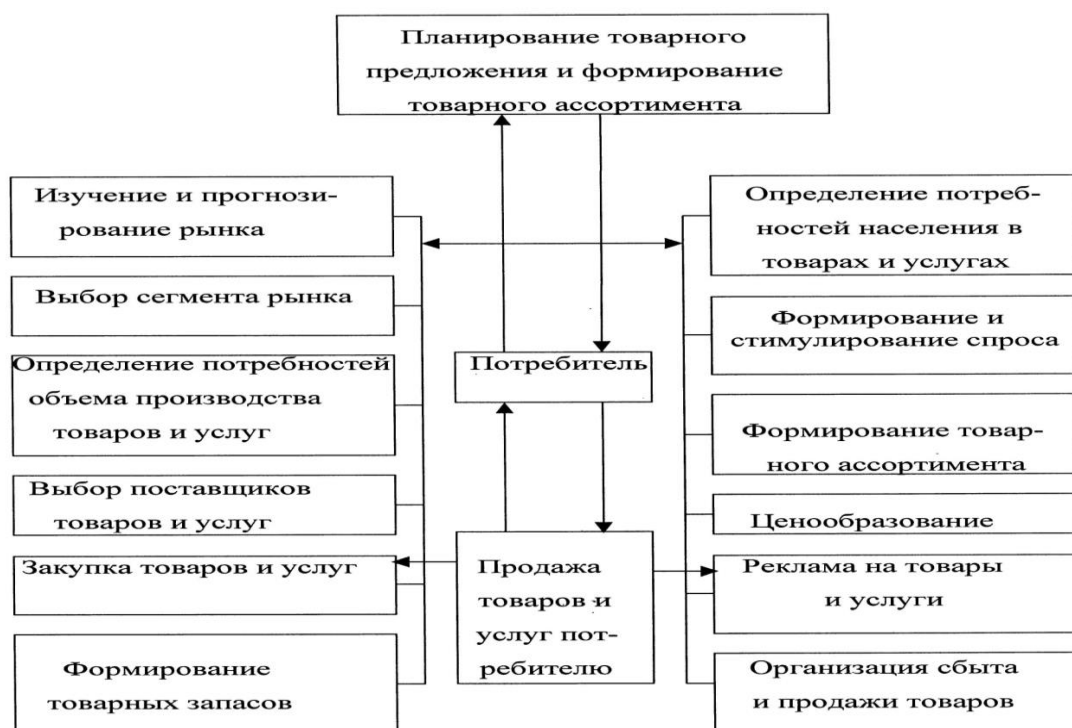 Планирование товарного
предложения и формирование
товарного ассортимента
Изучение и прогнози-
рование рынка
Выбор сегмента рынка
Определение потребностей
объема производства
товаров и услуг
Выбор поставщиков
товаров и услуг
Закупка товаров и услуг
Формирование
товарных запасов
Потребитель
Продажа
товаров и
услуг пот-
ребителю
Определение потреб-
ностей населения в
товарах и услугах
Формирование и
стимулирование спроса
Формирование товар-
ного ассортимента
Ценообразование
Реклама на товары
и услуги
Организация сбыта
и продажи товаров